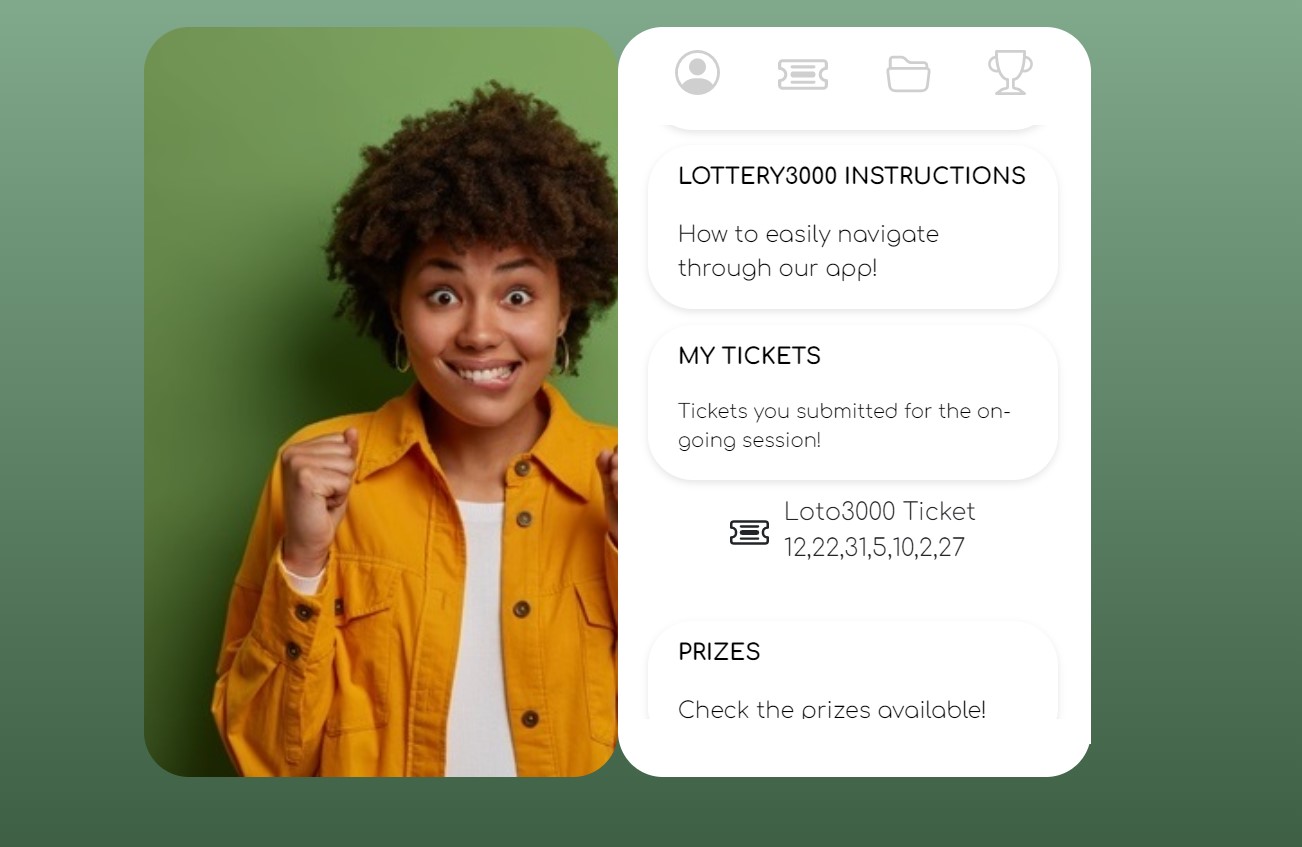 LOTTERY3000 INSTRUCTIONS
How to easily navigate
through our app!
MY TICKETS
Tickets you submitted for the on-
going session!
Loto3000 Ticket
12,22,31,5,10,2,27
PRIZES
Check the prizes available!